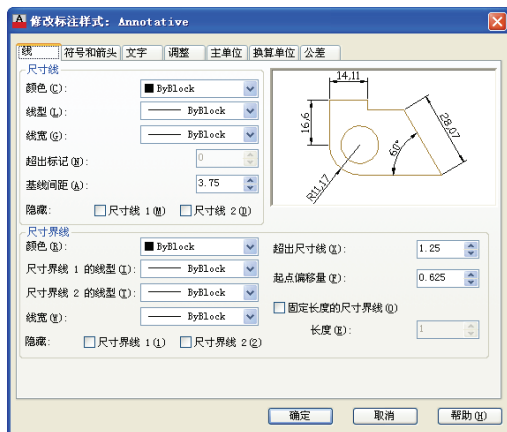 修改标注样式: Annotative
线 符号和箭头 文字 调整 主单位 换算单位 公差
尺寸线
颜色(C): ByBlock
线型(L): ByBlock
线宽(G): ByBlock
超出标记(N): 0
基线间距(A): 3.75
隐藏: 尺寸线 1(M) 尺寸线 2(D)
14,11
16,6
28,07
60°
R11,17
尺寸界线
颜色(R): ByBlock
尺寸界线 1 的线型(I): ByBlock
尺寸界线 2 的线型(T): ByBlock
线宽(W): ByBlock
隐藏: 尺寸界线 1(1) 尺寸界线 2(2)
超出尺寸线(X): 1.25
起点偏移量(F): 0.625
固定长度的尺寸界线(O)
长度(E): 1
确定 取消 帮助(H)